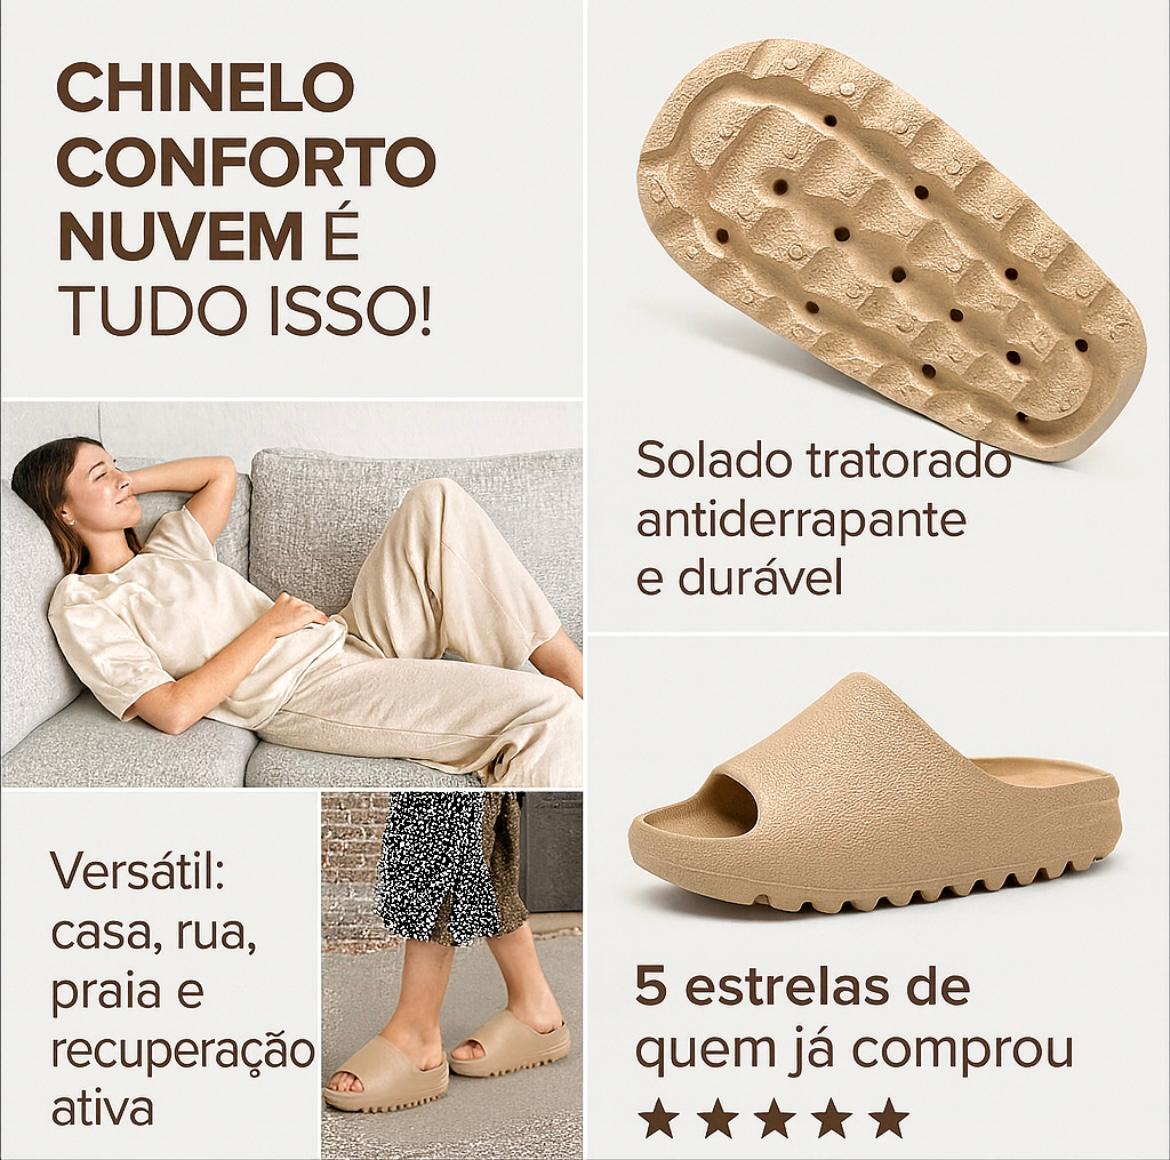 CHINELO
CONFORTO
NUVEM É
TUDO ISSO!
Solado tratorado
antiderrapante
e durável
Versátil:
casa, rua,
praia e
recuperação
ativa
5 estrelas de
quem já comprou